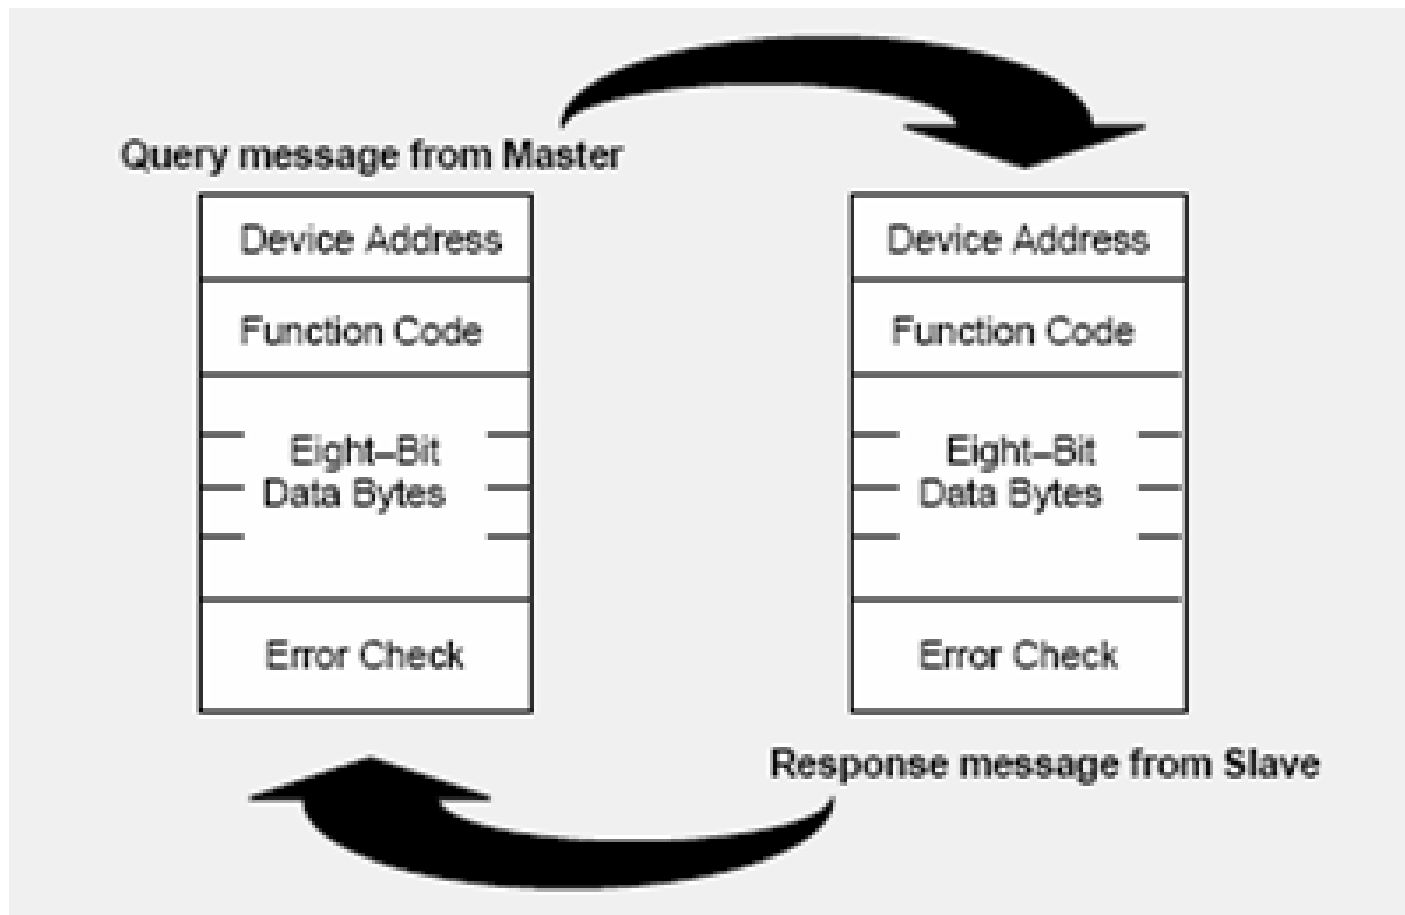 Query message from Master
Device Address
Function Code
Eight–Bit
Data Bytes
Error Check
Device Address
Function Code
Eight–Bit
Data Bytes
Error Check
Response message from Slave